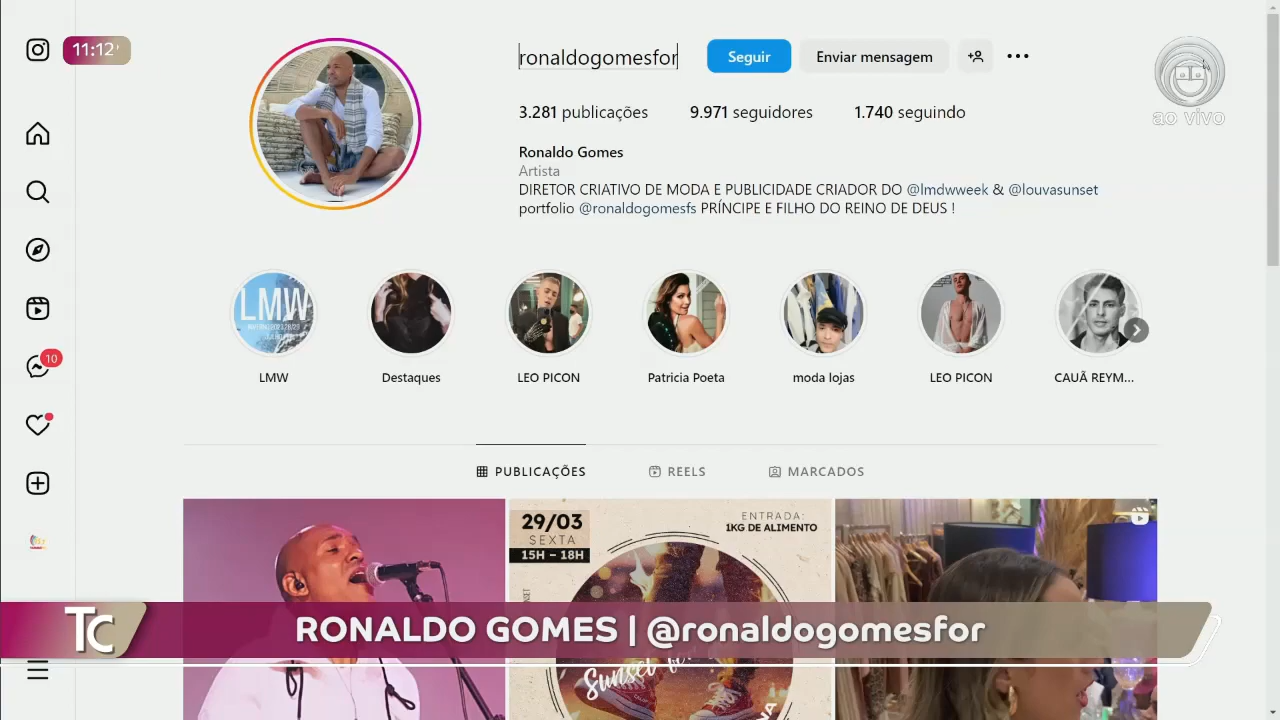 11:12
ronaldogomesfor
Seguir
Enviar mensagem
ao vivo
3.281 publicações
9.971 seguidores
1.740 seguindo
Ronaldo Gomes
Artista
DIRETOR CRIATIVO DE MODA E PUBLICIDADE CRIADOR DO @lmdwweek & @louvasunset
portfolio @ronaldogomesfs PRÍNCIPE E FILHO DO REINO DE DEUS !
LMW
LMW
Destaques
LEO PICON
Patricia Poeta
moda lojas
LEO PICON
CAUÃ REYM...
10
PUBLICAÇÕES
REELS
MARCADOS
29/03
SEXTA
15H – 18H
ENTRADA:
1KG DE ALIMENTO
TC
RONALDO GOMES | @ronaldogomesfor
Sunset